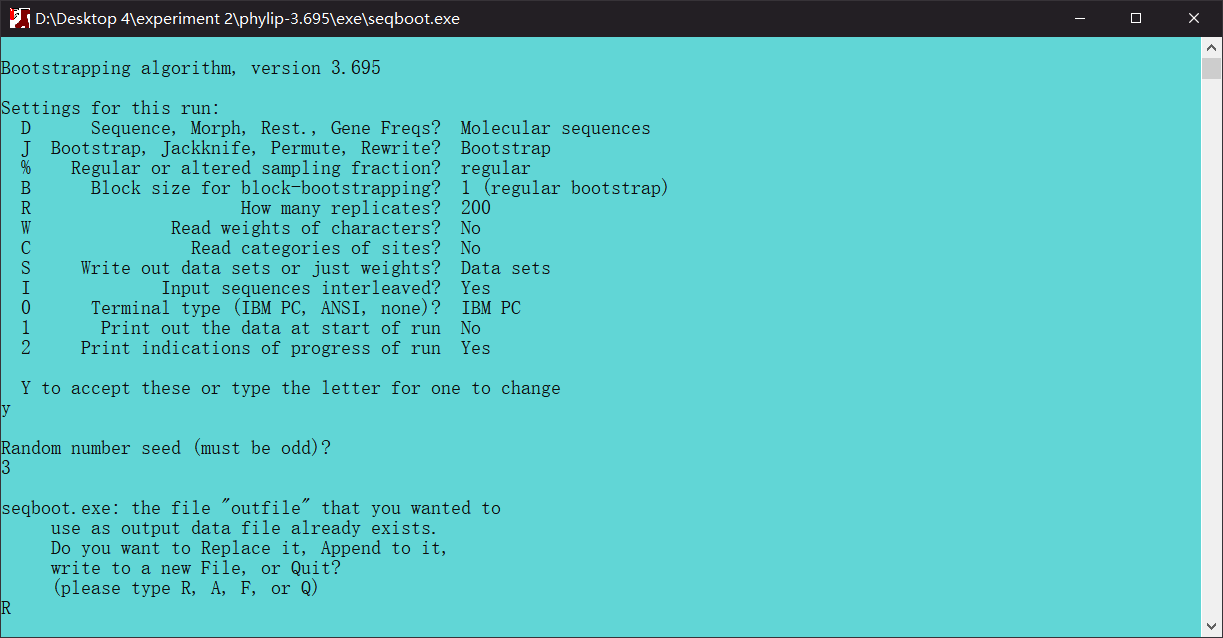 D:\Desktop 4\experiment 2\phylip-3.695\exe\seqboot.exe
Bootstrapping algorithm, version 3.695
Settings for this run:
D Sequence, Morph, Rest., Gene Freqs? Molecular sequences
J Bootstrap, Jackknife, Permute, Rewrite? Bootstrap
% Regular or altered sampling fraction? regular
B Block size for block-bootstrapping? 1 (regular bootstrap)
R How many replicates? 200
W Read weights of characters? No
C Read categories of sites? No
S Write out data sets or just weights? Data sets
I Input sequences interleaved? Yes
0 Terminal type (IBM PC, ANSI, none)? IBM PC
1 Print out the data at start of run No
2 Print indications of progress of run Yes
Y to accept these or type the letter for one to change
y
Random number seed (must be odd)?
3
seqboot.exe: the file "outfile" that you wanted to
use as output data file already exists.
Do you want to Replace it, Append to it,
write to a new File, or Quit?
(please type R, A, F, or Q)
R